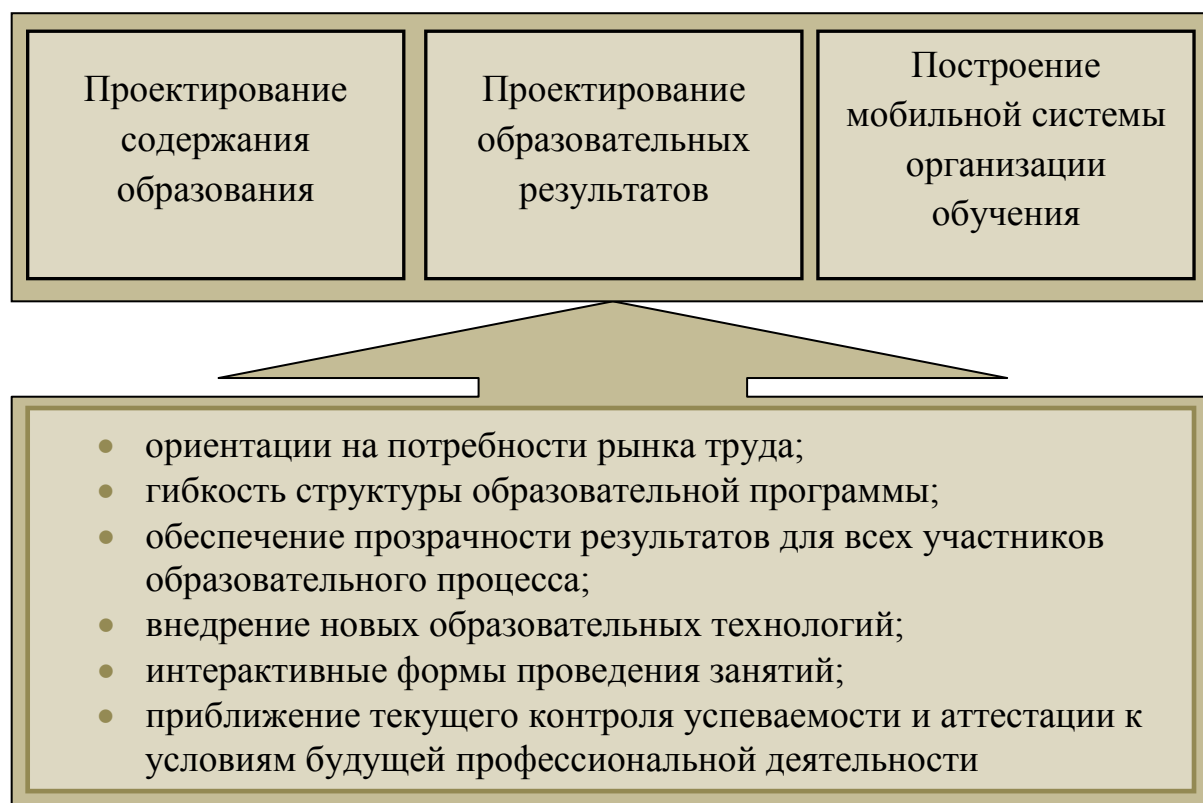 Проектирование
содержания
образования
Проектирование
образовательных
результатов
Построение
мобильной системы
организации
обучения
• ориентации на потребности рынка труда;
• гибкость структуры образовательной программы;
• обеспечение прозрачности результатов для всех участников
образовательного процесса;
• внедрение новых образовательных технологий;
• интерактивные формы проведения занятий;
• приближение текущего контроля успеваемости и аттестации к
условиям будущей профессиональной деятельности